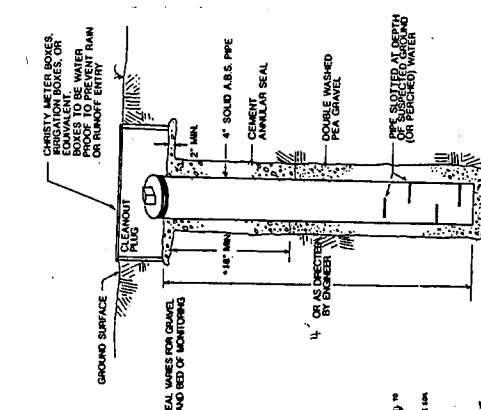 CHRISTY METER BOXES,
IRRIGATION BOXES, OR
EQUIVALENT.
BOXES TO BE WATER
PROOF TO PREVENT RAIN
OR RUNOFF ENTRY
2" MIN.
4" SOLID A.B.S. PIPE
CEMENT
ANNULAR SEAL
DOUBLE WASHED
PEA GRAVEL
PIPE SLOTTED AT DEPTH
OF SUSPECTED GROUND
(OR PERCHED) WATER
CLEANOUT
PLUG
MIN.
4'
OR AS DIRECTED
BY ENGINEER
GROUND SURFACE
EAL VARIES FOR GRAVEL
AND BED OF MONITORING